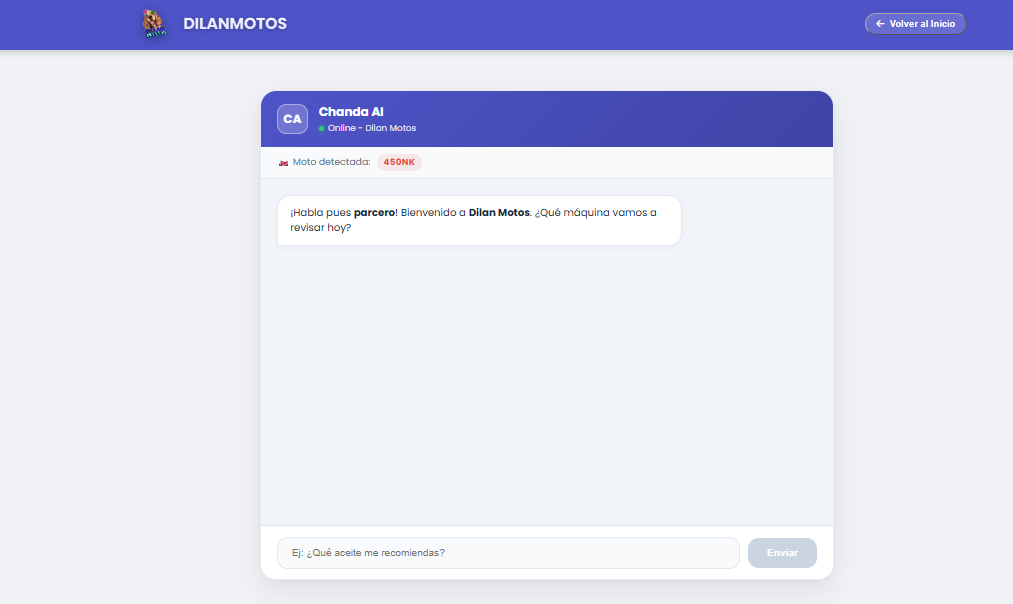 DILANMOTOS
← Volver al Inicio
CA
Chanda AI
Online - Dilan Motos
Moto detectada: 450NK
¡Habla pues parcero! Bienvenido a Dilan Motos. ¿Qué máquina vamos a
revisar hoy?
Ej: ¿Qué aceite me recomiendas?
Enviar